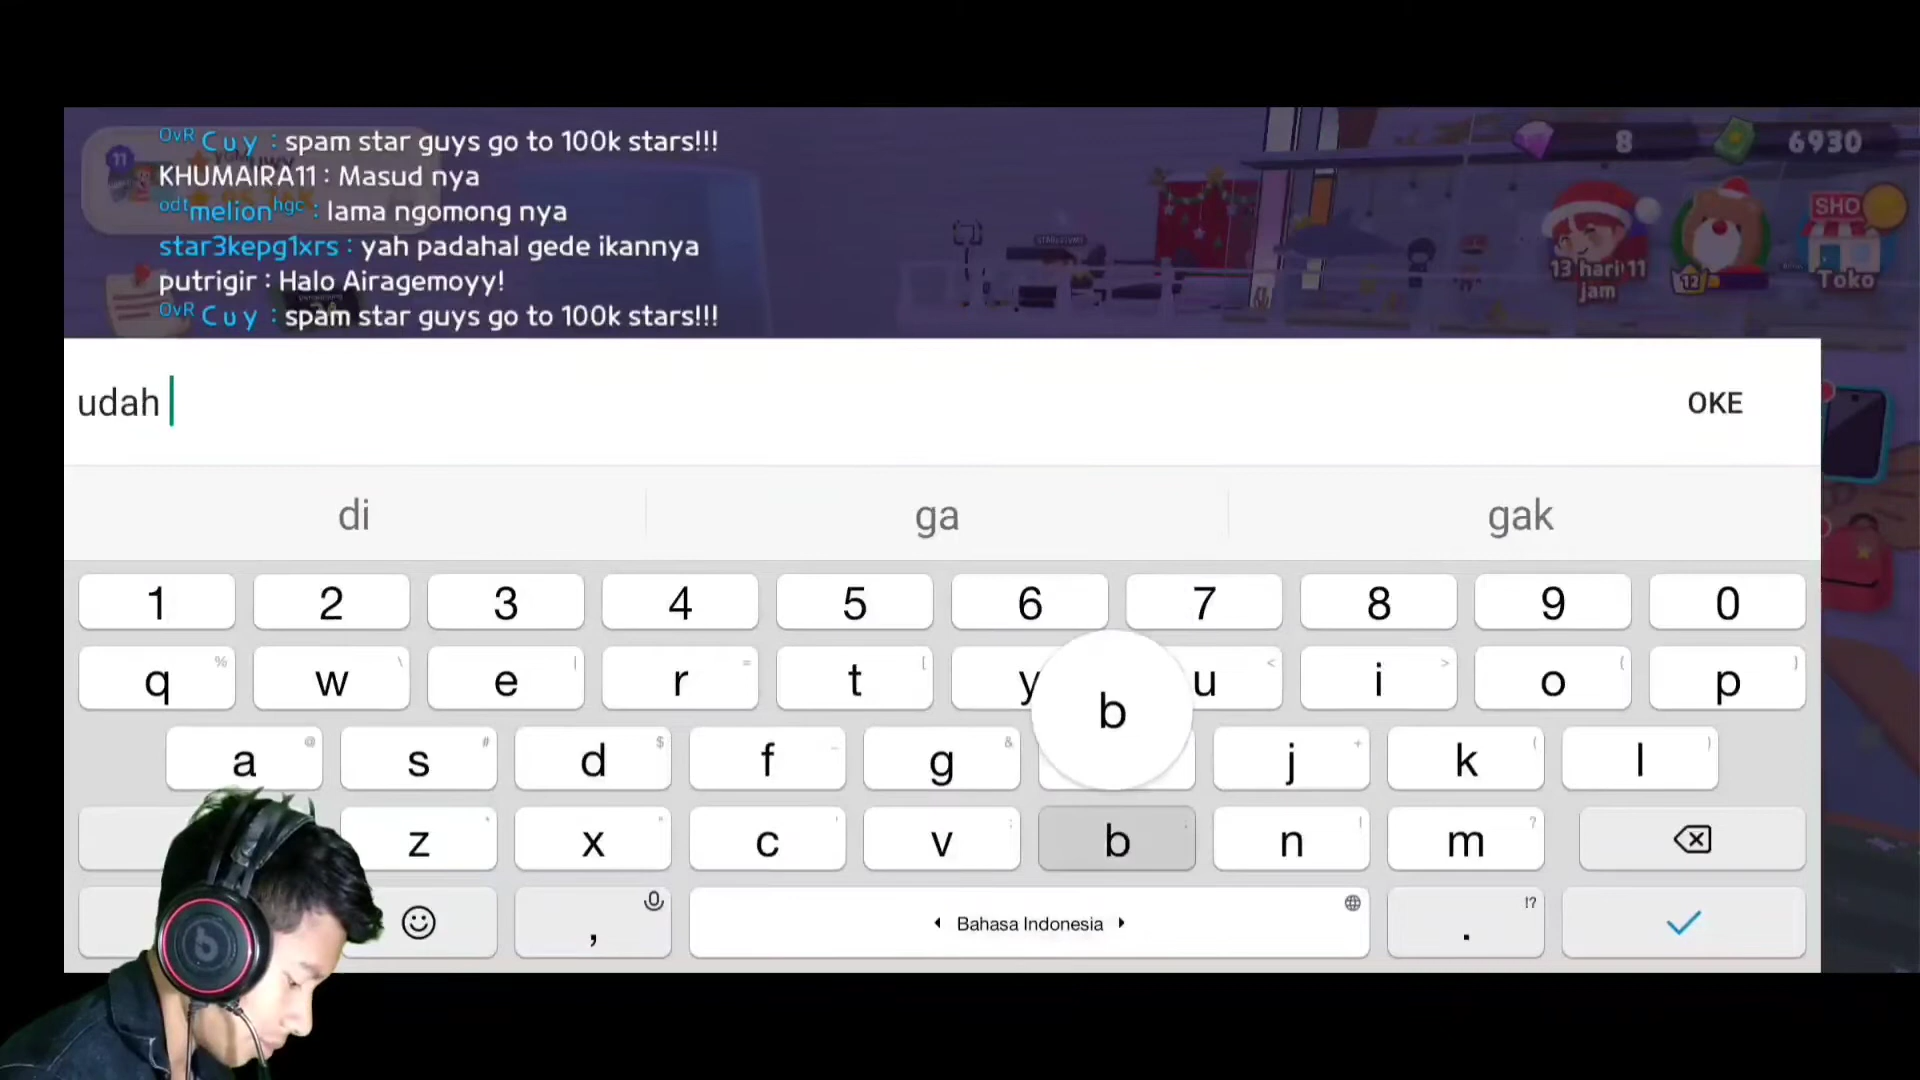 OvR Cuy : spam star guys go to 100k stars!!!
KHUMAIRA11 : Masud nya
odtmelionhgc : lama ngomong nya
star3kepg1xrs : yah padahal gede ikannya
putrigir : Halo Airagemoyy!
OvR Cuy : spam star guys go to 100k stars!!!
11
8
6930
13 hari 11
jam
12
SHO
Toko
udah
OKE
di ga gak
1 2 3 4 5 6 7 8 9 0
q w e r t y u i o p
b
a s d f g j k l
z x c v b n m
, Bahasa Indonesia . !?